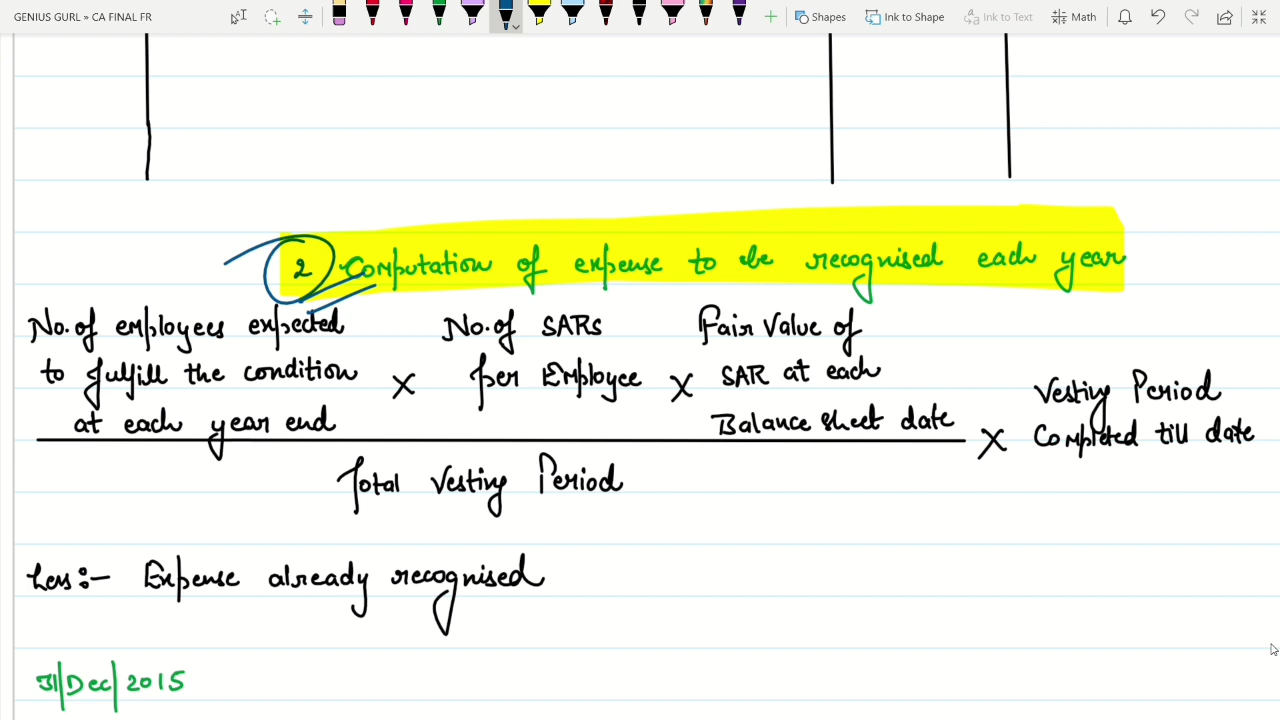 GENIUS GURL » CA FINAL FR
Shapes
Ink to Shape
Ink to Text
Math
2 Computation of expense to be recognised each year
No. of employees expected
to fulfill the condition
at each year end
×
No. of SARs
per Employee
×
Fair Value of
SAR at each
Balance sheet date
×
Vesting Period
Completed till date
Total Vesting Period
Less:- Expense already recognised
31|Dec|2015